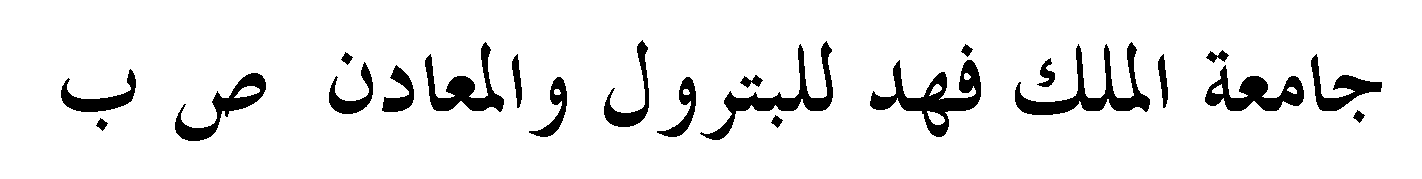 جامعة الملك فهد للبترول والمعادن ص ب